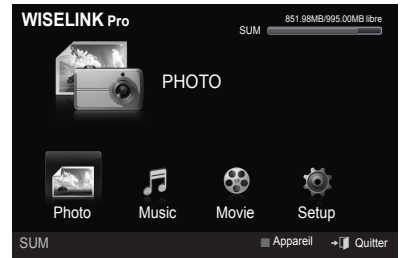 WISELINK Pro
851.98MB/995.00MB libre
SUM
PHOTO
Photo Music Movie Setup
SUM Appareil Quitter